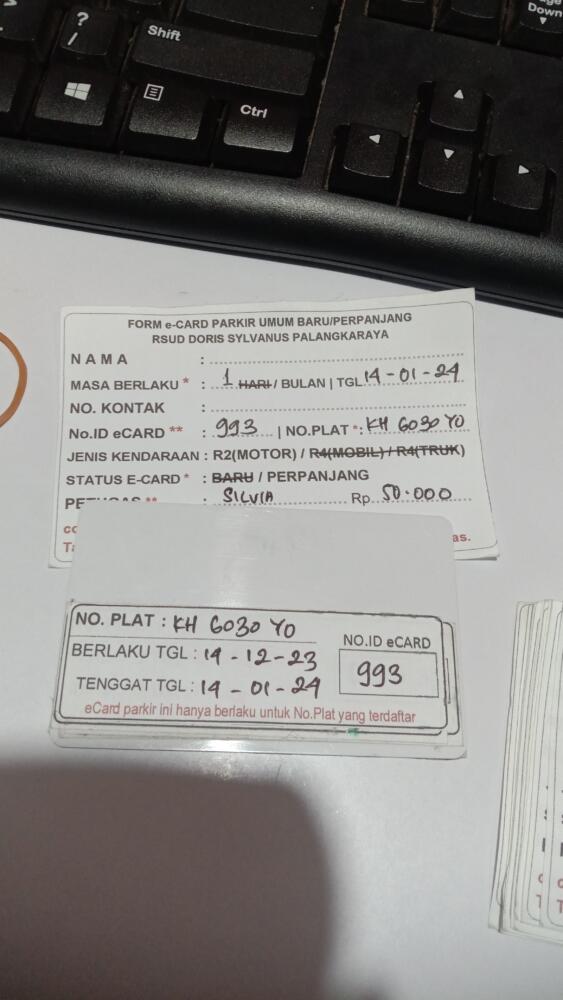 ?
/
Shift
Ctrl
Down
FORM e-CARD PARKIR UMUM BARU/PERPANJANG
RSUD DORIS SYLVANUS PALANGKARAYA
N A M A :
MASA BERLAKU * : 1 HARI / BULAN | TGL 14 - 01 - 24
NO. KONTAK :
No.ID eCARD ** : 993 | NO.PLAT *: KH 6030 YO
JENIS KENDARAAN : R2(MOTOR) / R4(MOBIL) / R4(TRUK)
STATUS E-CARD * : BARU / PERPANJANG
: SILVIA Rp. 50.000
NO. PLAT : KH 6030 YO
BERLAKU TGL : 14 - 12 - 23
NO.ID eCARD
TENGGAT TGL : 14 - 01 - 24
993
eCard parkir ini hanya berlaku untuk No.Plat yang terdaftar